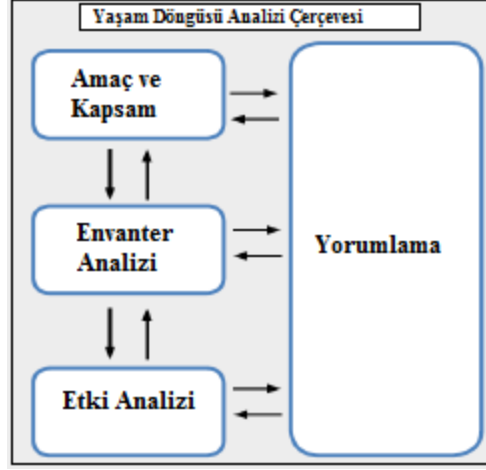 Yaşam Döngüsü Analizi Çerçevesi
Amaç ve
Kapsam
Envanter
Analizi
Yorumlama
Etki Analizi